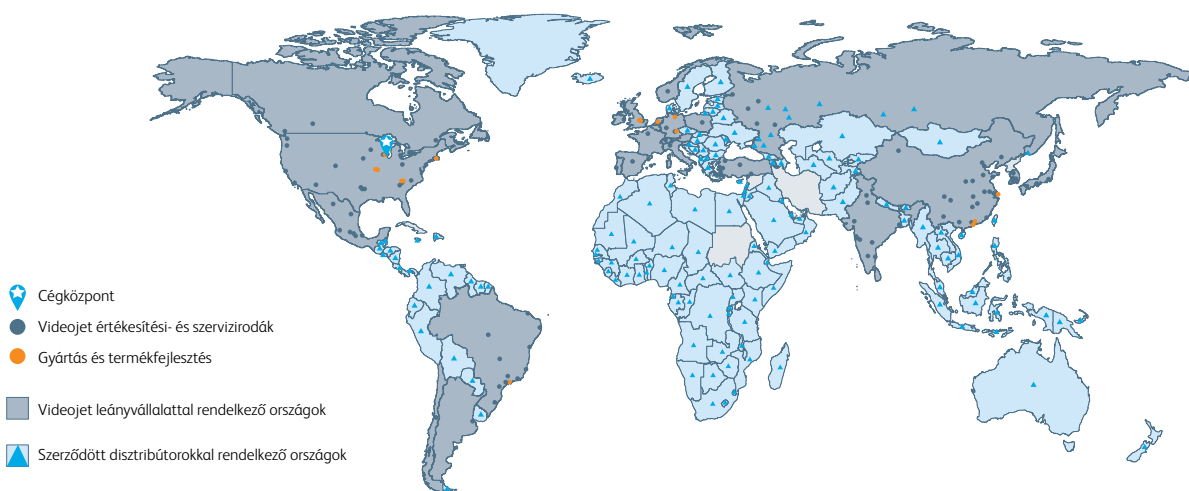 Cégközpont
Videojet értékesítési- és szervizirodák
Gyártás és termékfejlesztés
Videojet leányvállalattal rendelkező országok
Szerződött disztribútorokkal rendelkező országok